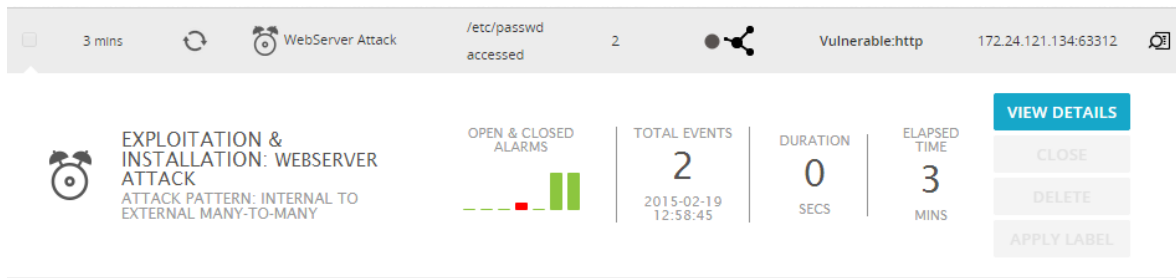 3 mins
WebServer Attack
/etc/passwd
accessed
2
Vulnerable:http
172.24.121.134:63312
EXPLOITATION &
INSTALLATION: WEBSERVER
ATTACK
ATTACK PATTERN: INTERNAL TO
EXTERNAL MANY-TO-MANY
OPEN & CLOSED
ALARMS
TOTAL EVENTS
2
2015-02-19
12:58:45
DURATION
0
SECS
ELAPSED
TIME
3
MINS
VIEW DETAILS
CLOSE
DELETE
APPLY LABEL